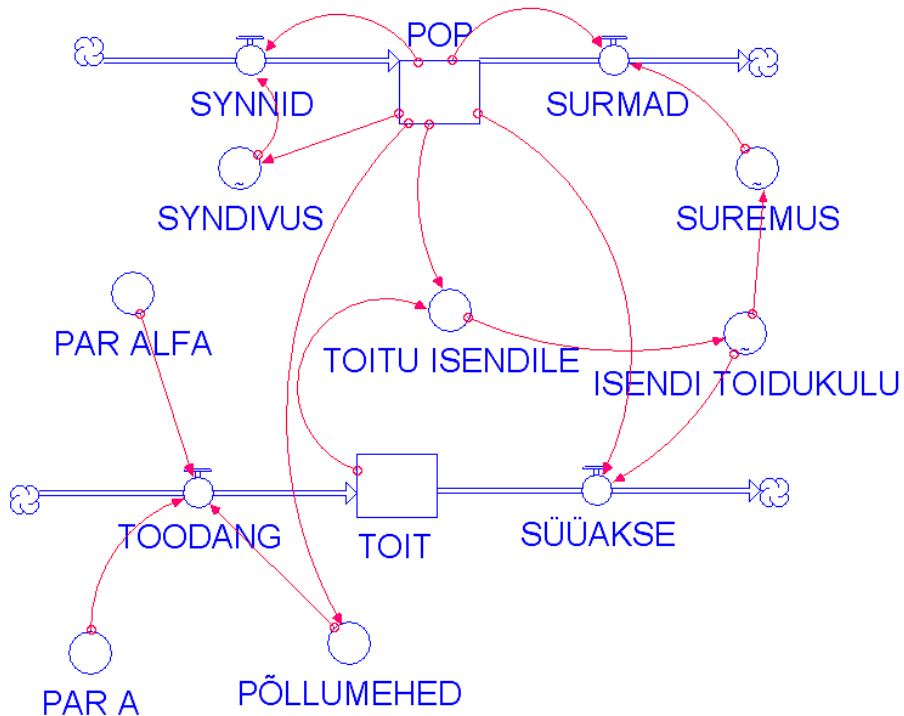 POP
SYNNID
SURMAD
SYNDIVUS
SUREMUS
PAR ALFA
TOITU ISENDILE
ISENDI TOIDUKULU
TOODANG
TOIT
SÜÜAKSE
PAR A
PÕLLUMEHED